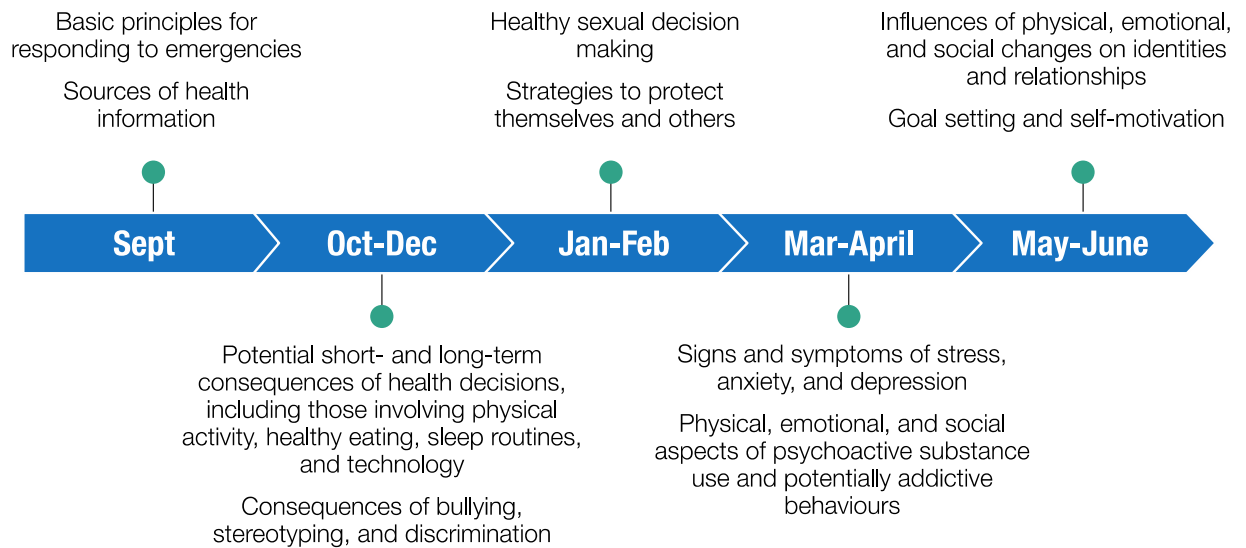 Basic principles for
responding to emergencies
Sources of health
information
Healthy sexual decision
making
Strategies to protect
themselves and others
Influences of physical, emotional,
and social changes on identities
and relationships
Goal setting and self-motivation
Sept
Oct-Dec
Jan-Feb
Mar-April
May-June
Potential short- and long-term
consequences of health decisions,
including those involving physical
activity, healthy eating, sleep routines,
and technology
Consequences of bullying,
stereotyping, and discrimination
Signs and symptoms of stress,
anxiety, and depression
Physical, emotional, and social
aspects of psychoactive substance
use and potentially addictive
behaviours